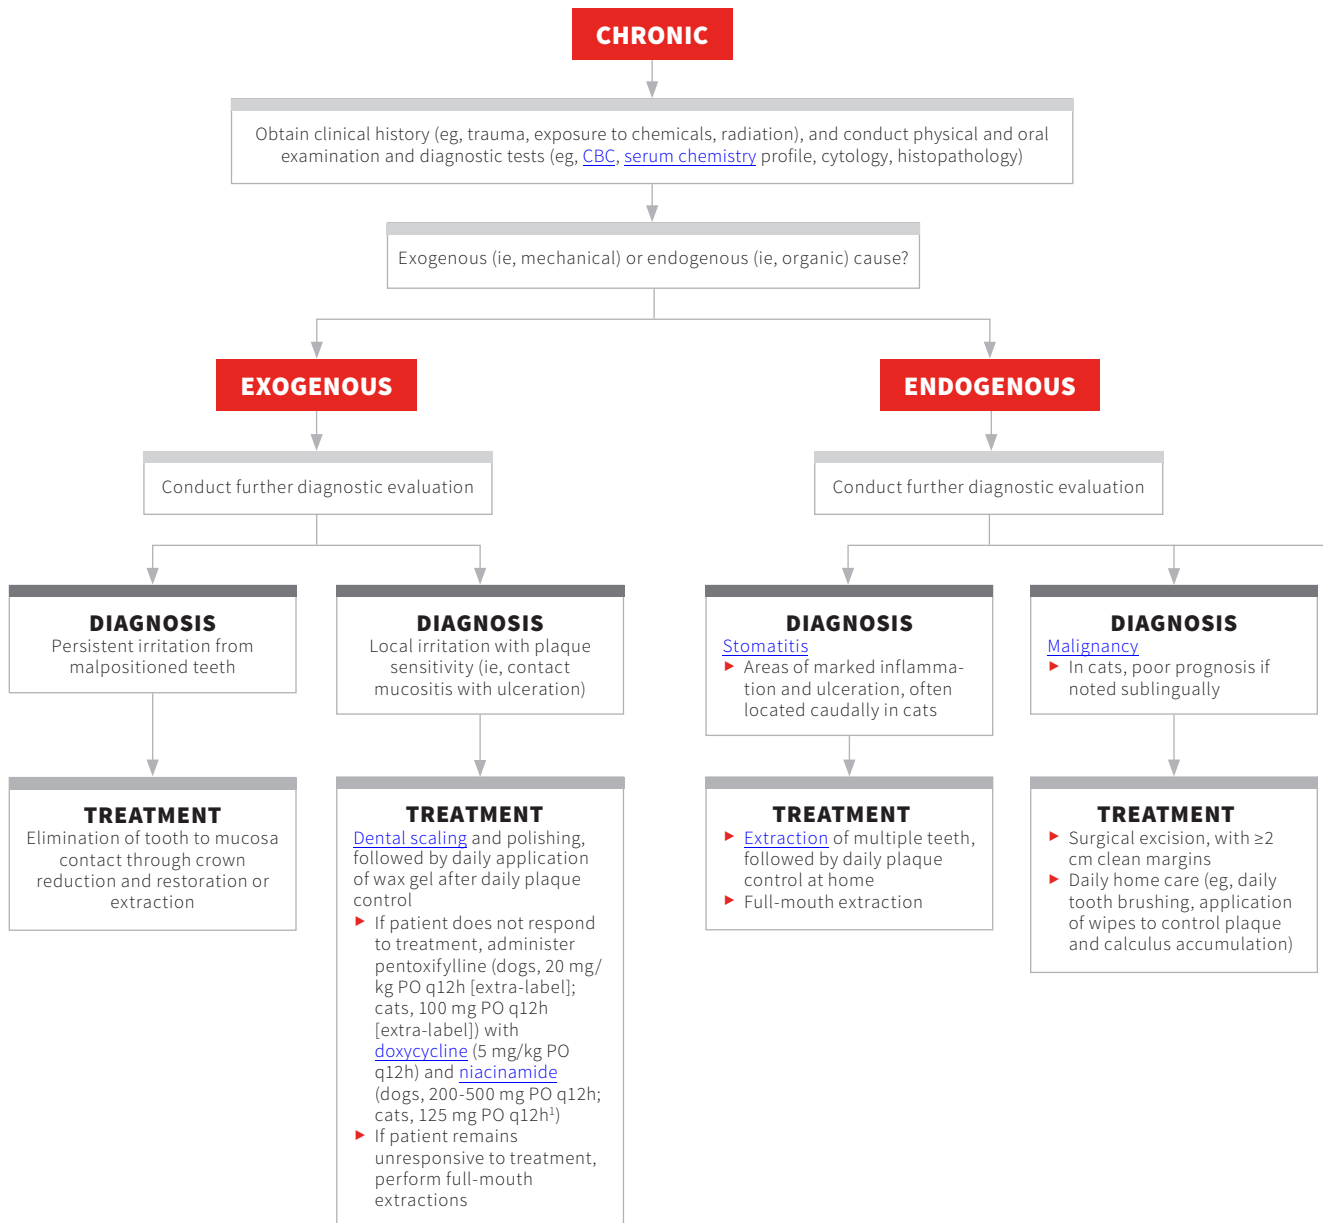 CHRONIC
Obtain clinical history (eg, trauma, exposure to chemicals, radiation), and conduct physical and oral
examination and diagnostic tests (eg, CBC, serum chemistry profile, cytology, histopathology)
Exogenous (ie, mechanical) or endogenous (ie, organic) cause?
EXOGENOUS
Conduct further diagnostic evaluation
DIAGNOSIS
Persistent irritation from
malpositioned teeth
TREATMENT
Elimination of tooth to mucosa
contact through crown
reduction and restoration or
extraction
DIAGNOSIS
Local irritation with plaque
sensitivity (ie, contact
mucositis with ulceration)
TREATMENT
Dental scaling and polishing,
followed by daily application
of wax gel after daily plaque
control
► If patient does not respond
to treatment, administer
pentoxifylline (dogs, 20 mg/
kg PO q12h [extra-label];
cats, 100 mg PO q12h
[extra-label]) with
doxycycline (5 mg/kg PO
q12h) and niacinamide
(dogs, 200-500 mg PO q12h;
cats, 125 mg PO q12h¹)
► If patient remains
unresponsive to treatment,
perform full-mouth
extractions
ENDOGENOUS
Conduct further diagnostic evaluation
DIAGNOSIS
Stomatitis
► Areas of marked inflamma-
tion and ulceration, often
located caudally in cats
TREATMENT
► Extraction of multiple teeth,
followed by daily plaque
control at home
► Full-mouth extraction
DIAGNOSIS
Malignancy
► In cats, poor prognosis if
noted sublingually
TREATMENT
► Surgical excision, with ≥2
cm clean margins
► Daily home care (eg, daily
tooth brushing, application
of wipes to control plaque
and calculus accumulation)